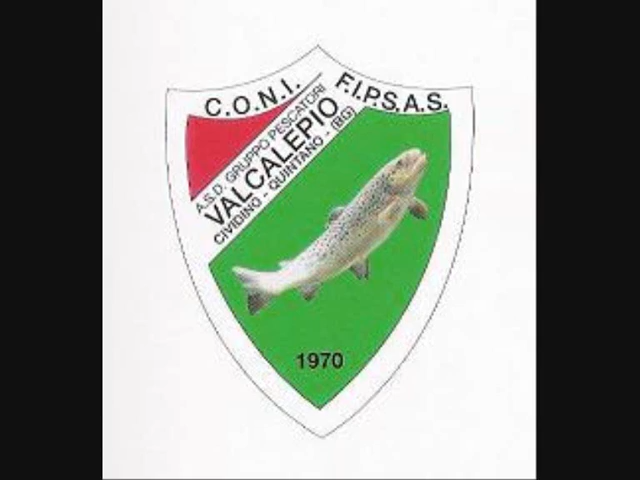 C.O.N.I. F.I.P.S.A.S.
A.S.D. GRUPPO PESCATORI
VALCALEPIO
CIVIDINO - QUINTANO - (BG)
1970